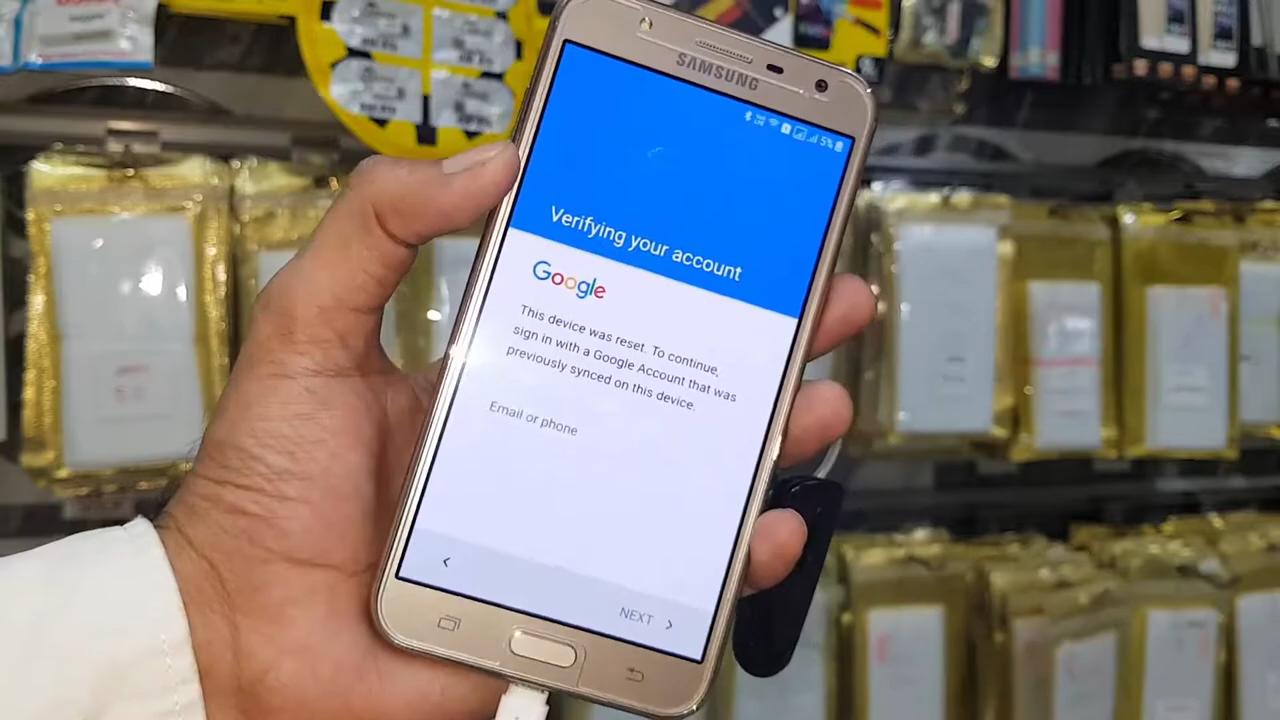 SAMSUNG
5%
Verifying your account
Google
This device was reset. To continue,
sign in with a Google Account that was
previously synced on this device.
Email or phone
NEXT